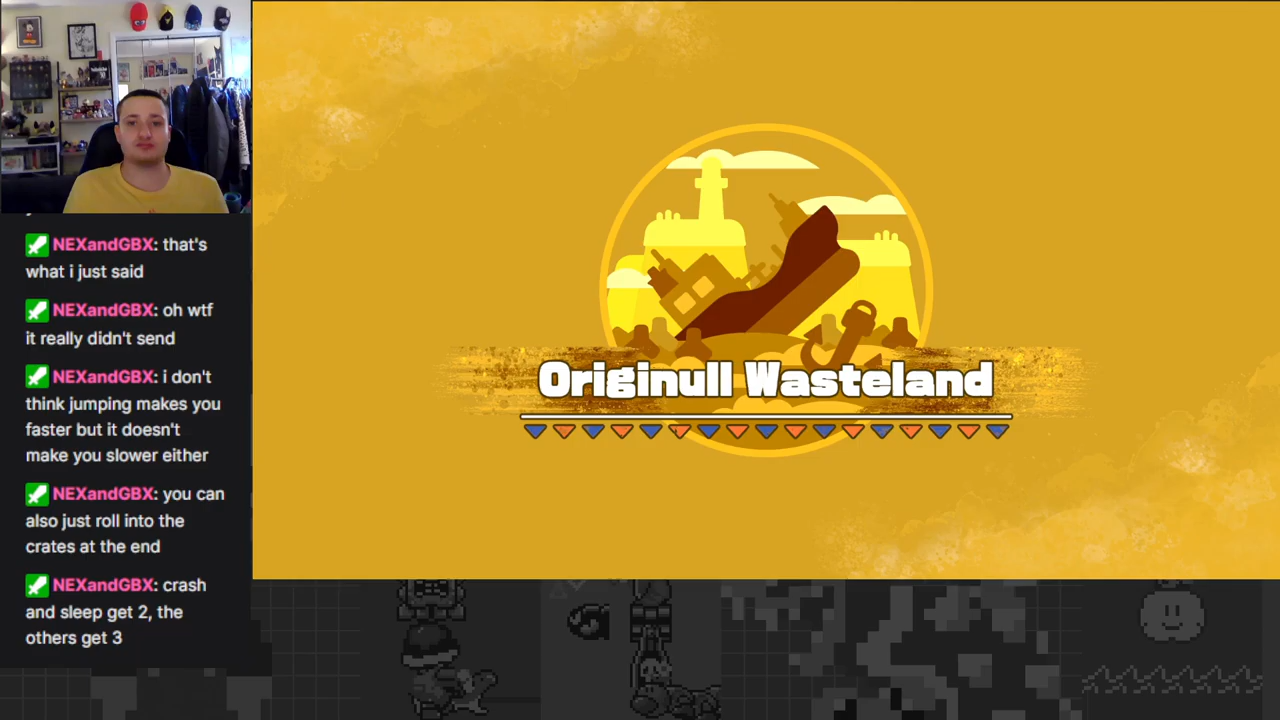 NEXandGBX: that's
what i just said
NEXandGBX: oh wtf
it really didn't send
NEXandGBX: i don't
think jumping makes you
faster but it doesn't
make you slower either
NEXandGBX: you can
also just roll into the
crates at the end
NEXandGBX: crash
and sleep get 2, the
others get 3
Originull Wasteland